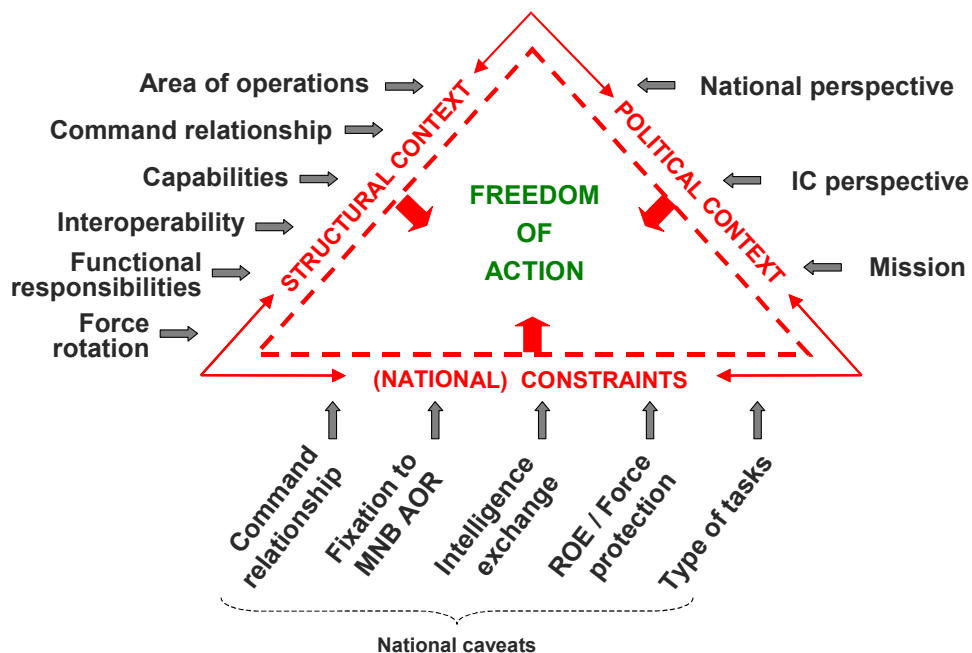 Area of operations
Command relationship
Capabilities
Interoperability
Functional
responsibilities
Force
rotation
STRUCTURAL CONTEXT
POLITICAL CONTEXT
National perspective
IC perspective
Mission
FREEDOM
OF
ACTION
(NATIONAL) CONSTRAINTS
Command
relationship
Fixation to
MNB AOR
Intelligence
exchange
ROE / Force
protection
Type of tasks
National caveats